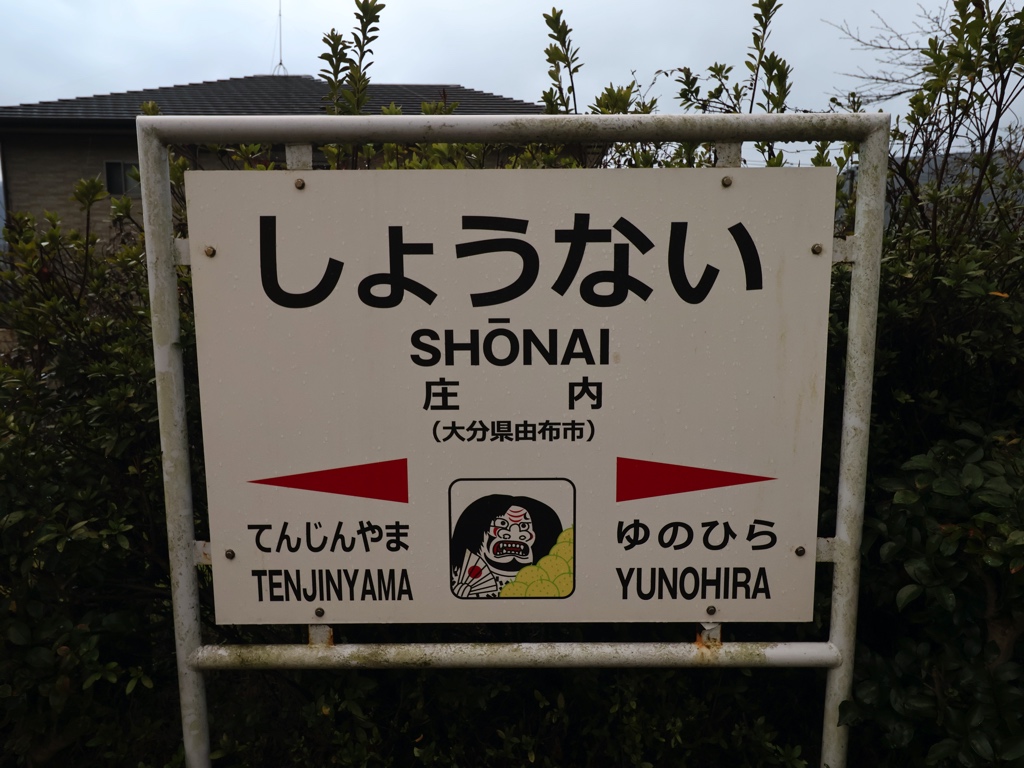 しょうない
SHŌNAI
庄 内
（大分県由布市）
てんじんやま
TENJINYAMA
ゆのひら
YUNOHIRA